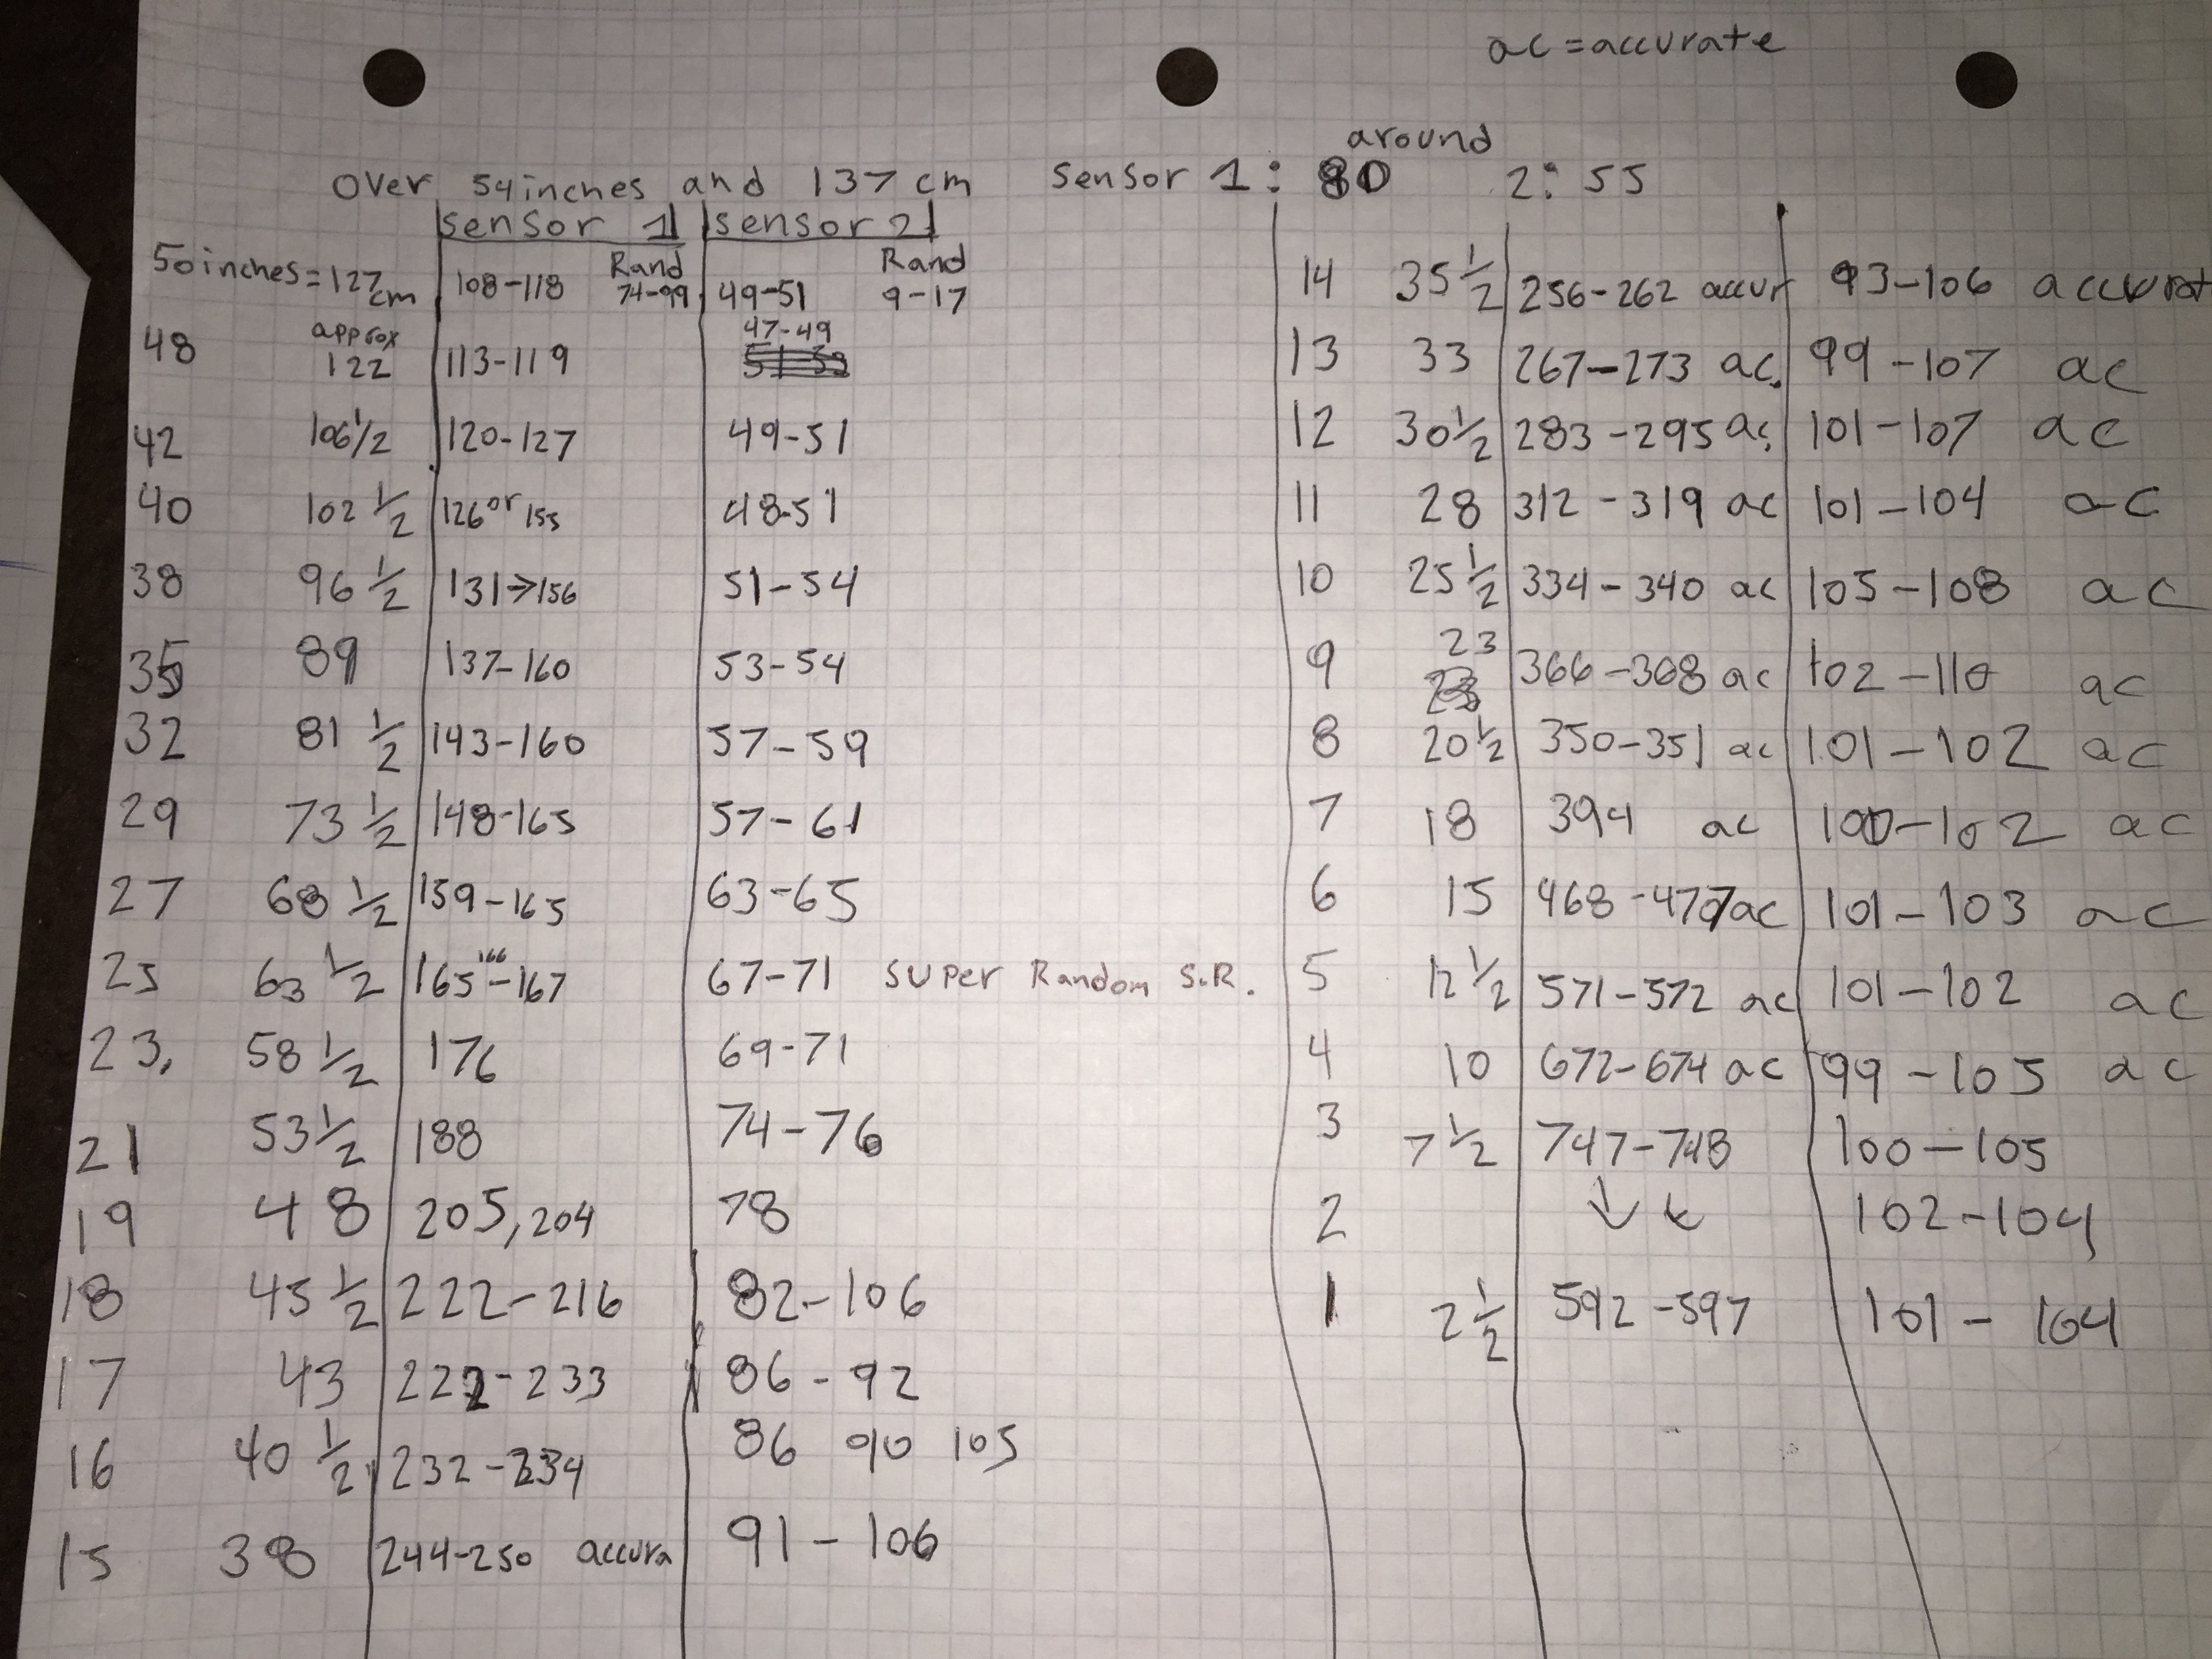 ac = accurate
around
Over 54 inches and 137 cm sensor 1: 80 2: 55
sensor 1 sensor 2
50 inches = 127 cm 108-118 Rand 74-99 49-51 Rand 9-17
48 approx 122 113-119 47-49
42 106 1/2 120-127 49-51
40 102 1/2 126 or 155 48-51
38 96 1/2 131→156 51-54
35 89 137-160 53-54
32 81 1/2 143-160 57-59
29 73 1/2 148-165 57-61
27 68 1/2 159-165 63-65
25 63 1/2 165-167 166 67-71 SUPER Random S.R.
23. 58 1/2 176 69-71
21 53 1/2 188 74-76
19 48 205, 204 78
18 45 1/2 222-216 82-106
17 43 222-233 86-92
16 40 1/2 232-234 86 90 105
15 38 244-250 accura 91-106
14 35 1/2 256-262 accur 93-106 accurat
13 33 267-273 ac. 99-107 ac
12 30 1/2 283-295 ac 101-107 ac
11 28 312-319 ac 101-104 ac
10 25 1/2 334-340 ac 105-108 ac
9 23 366-368 ac 102-110 ac
8 20 1/2 350-351 ac 101-102 ac
7 18 394 ac 100-102 ac
6 15 468-477 ac 101-103 ac
5 12 1/2 571-572 ac 101-102 ac
4 10 672-674 ac 99-105 ac
3 7 1/2 747-748 100-105
2 ↓ ↓ 102-104
1 2 1/2 592-597 101-104